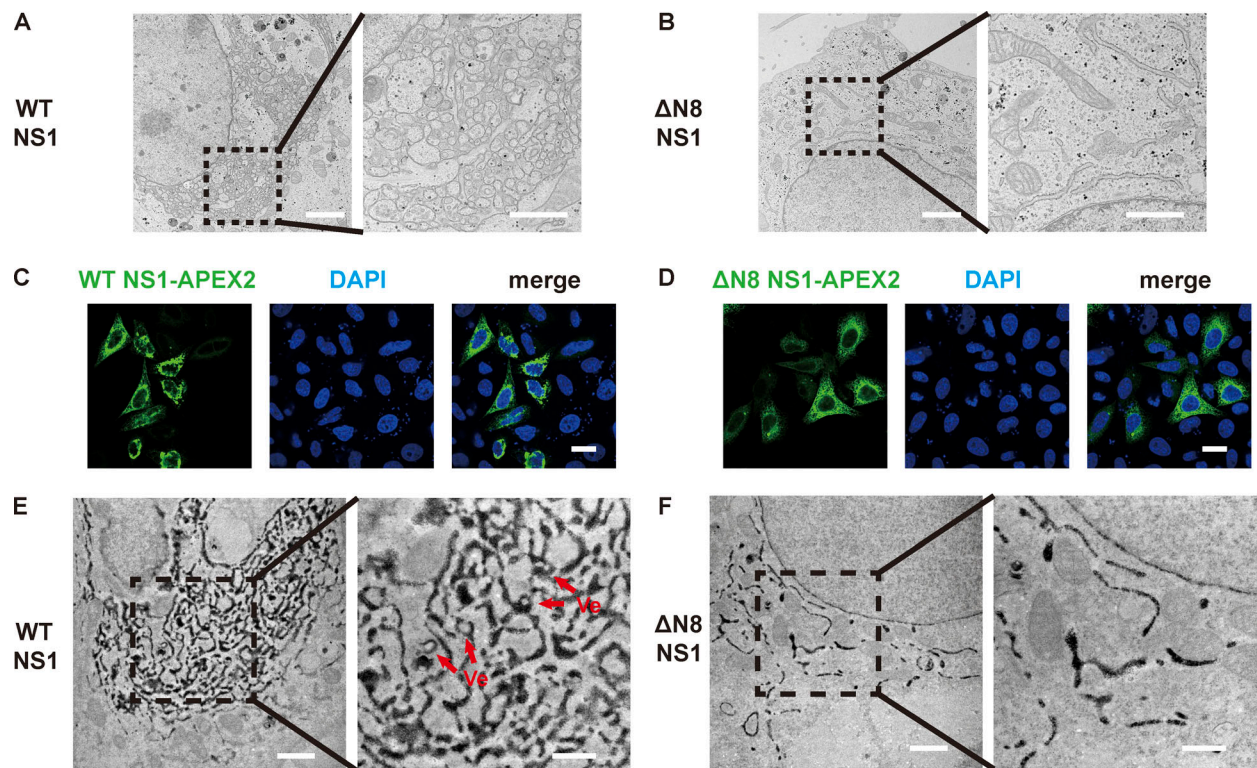 A
WT
NS1
B
ΔN8
NS1
C
WT NS1-APEX2
DAPI
merge
D
ΔN8 NS1-APEX2
DAPI
merge
E
WT
NS1
Ve
Ve
F
ΔN8
NS1